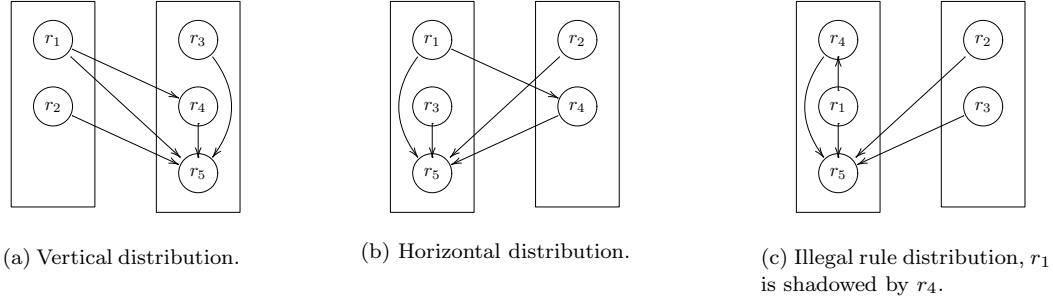 r1
r3
r2
r4
r5
(a) Vertical distribution.
r1
r2
r3
r4
r5
(b) Horizontal distribution.
r4
r2
r1
r3
r5
(c) Illegal rule distribution, r1
is shadowed by r4.